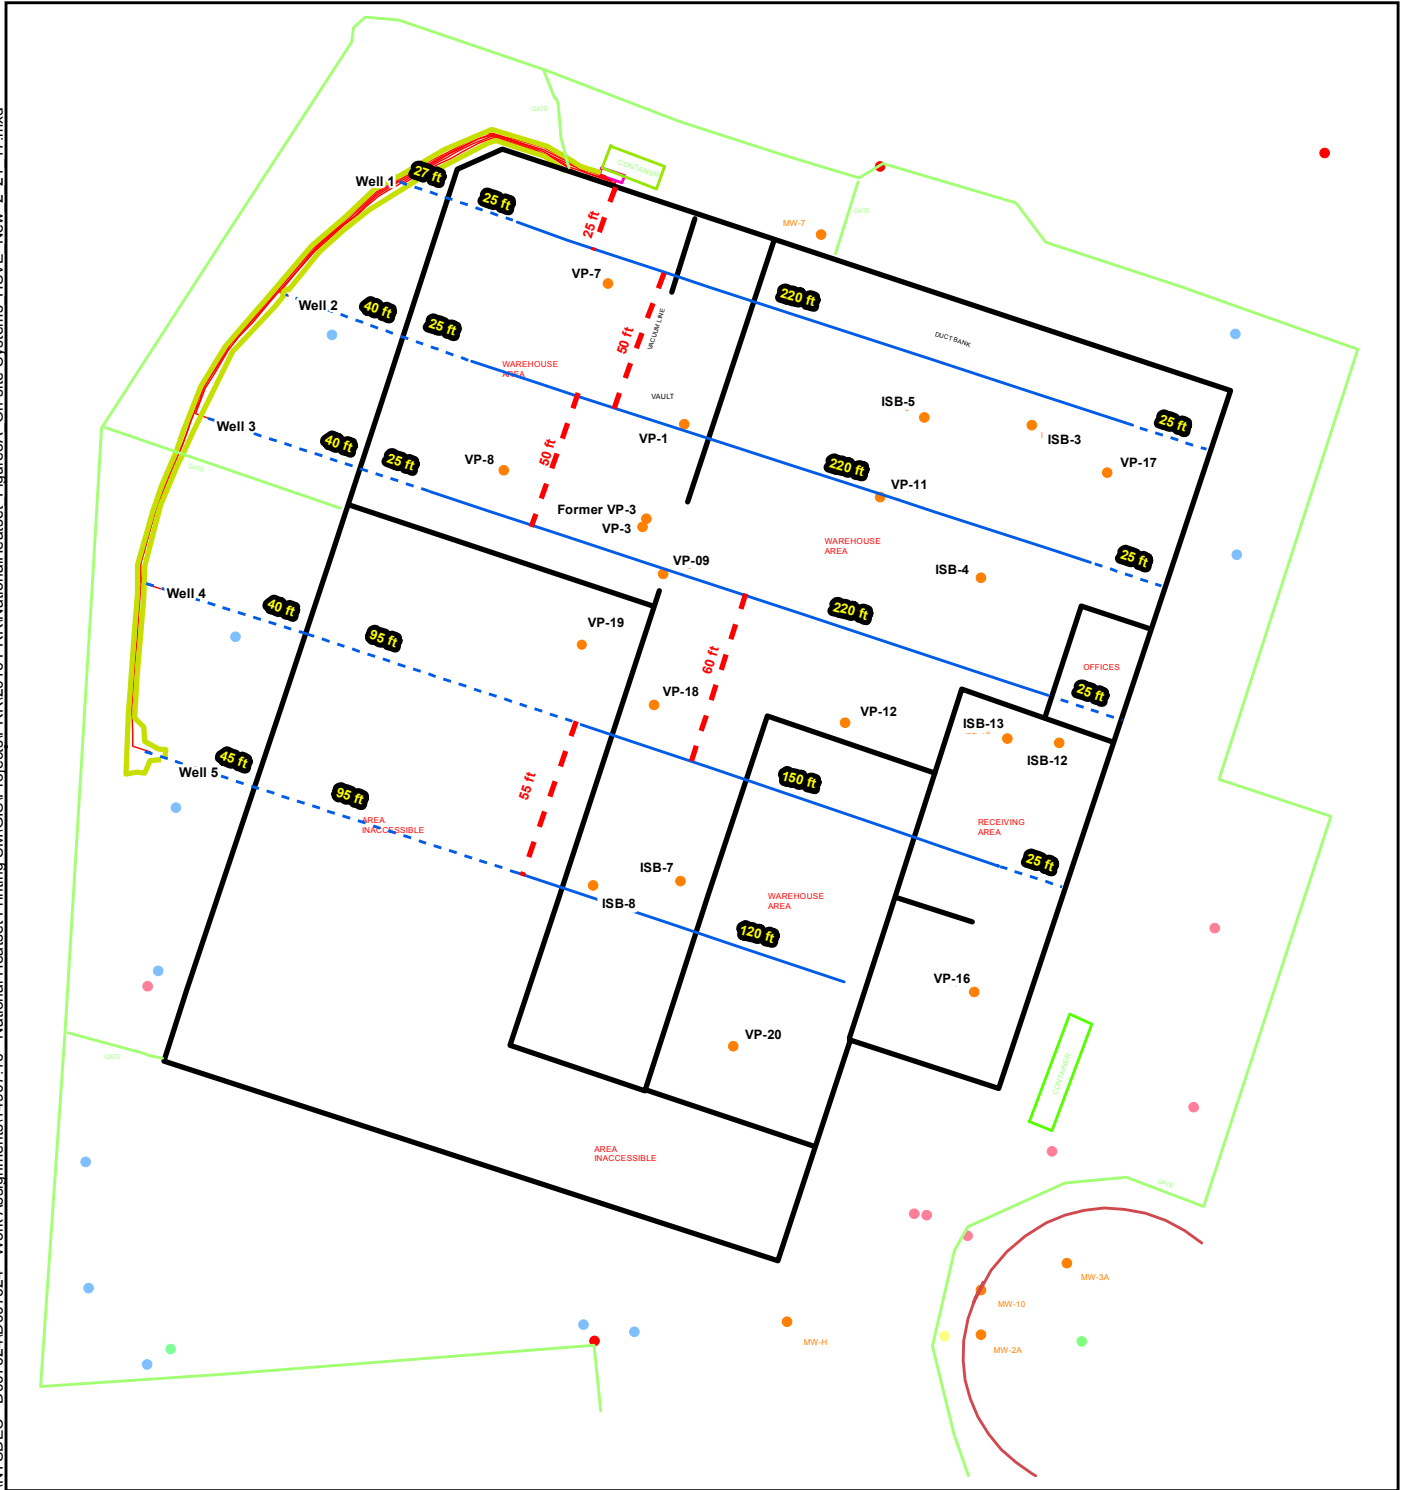 GATE
CONTAINER
Well 1
27 ft
25 ft
25 ft
MW-7
GATE
VP-7
220 ft
Well 2
40 ft
25 ft
50 ft
VACUUM LINE
DUCT BANK
WAREHOUSE
AREA
VAULT
ISB-5
ISB-3
25 ft
Well 3
40 ft
25 ft
VP-8
50 ft
VP-1
220 ft
VP-11
VP-17
GATE
Former VP-3
VP-3
WAREHOUSE
AREA
25 ft
VP-09
ISB-4
Well 4
40 ft
95 ft
VP-19
220 ft
60 ft
OFFICES
VP-18
VP-12
25 ft
ISB-13
ISB-12
Well 5
45 ft
95 ft
55 ft
150 ft
AREA
INACCESSIBLE
RECEIVING
AREA
25 ft
ISB-7
ISB-8
WAREHOUSE
AREA
120 ft
VP-16
VP-20
GATE
CONTAINER
AREA
INACCESSIBLE
GATE
MW-3A
MW-10
MW-H
MW-2A